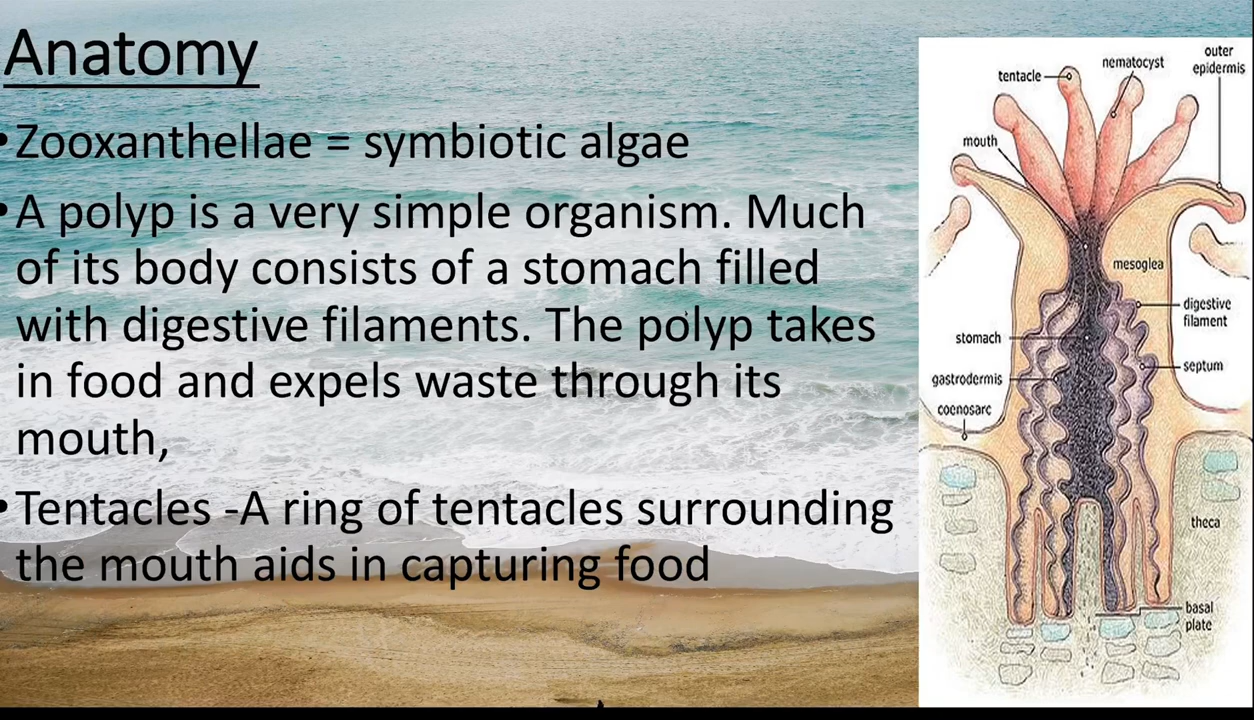 Anatomy
•Zooxanthellae = symbiotic algae
•A polyp is a very simple organism. Much
of its body consists of a stomach filled
with digestive filaments. The polyp takes
in food and expels waste through its
mouth,
•Tentacles -A ring of tentacles surrounding
the mouth aids in capturing food
outer
epidermis
nematocyst
tentacle
mouth
mesoglea
digestive
filament
stomach
septum
gastrodermis
coenosarc
theca
basal
plate